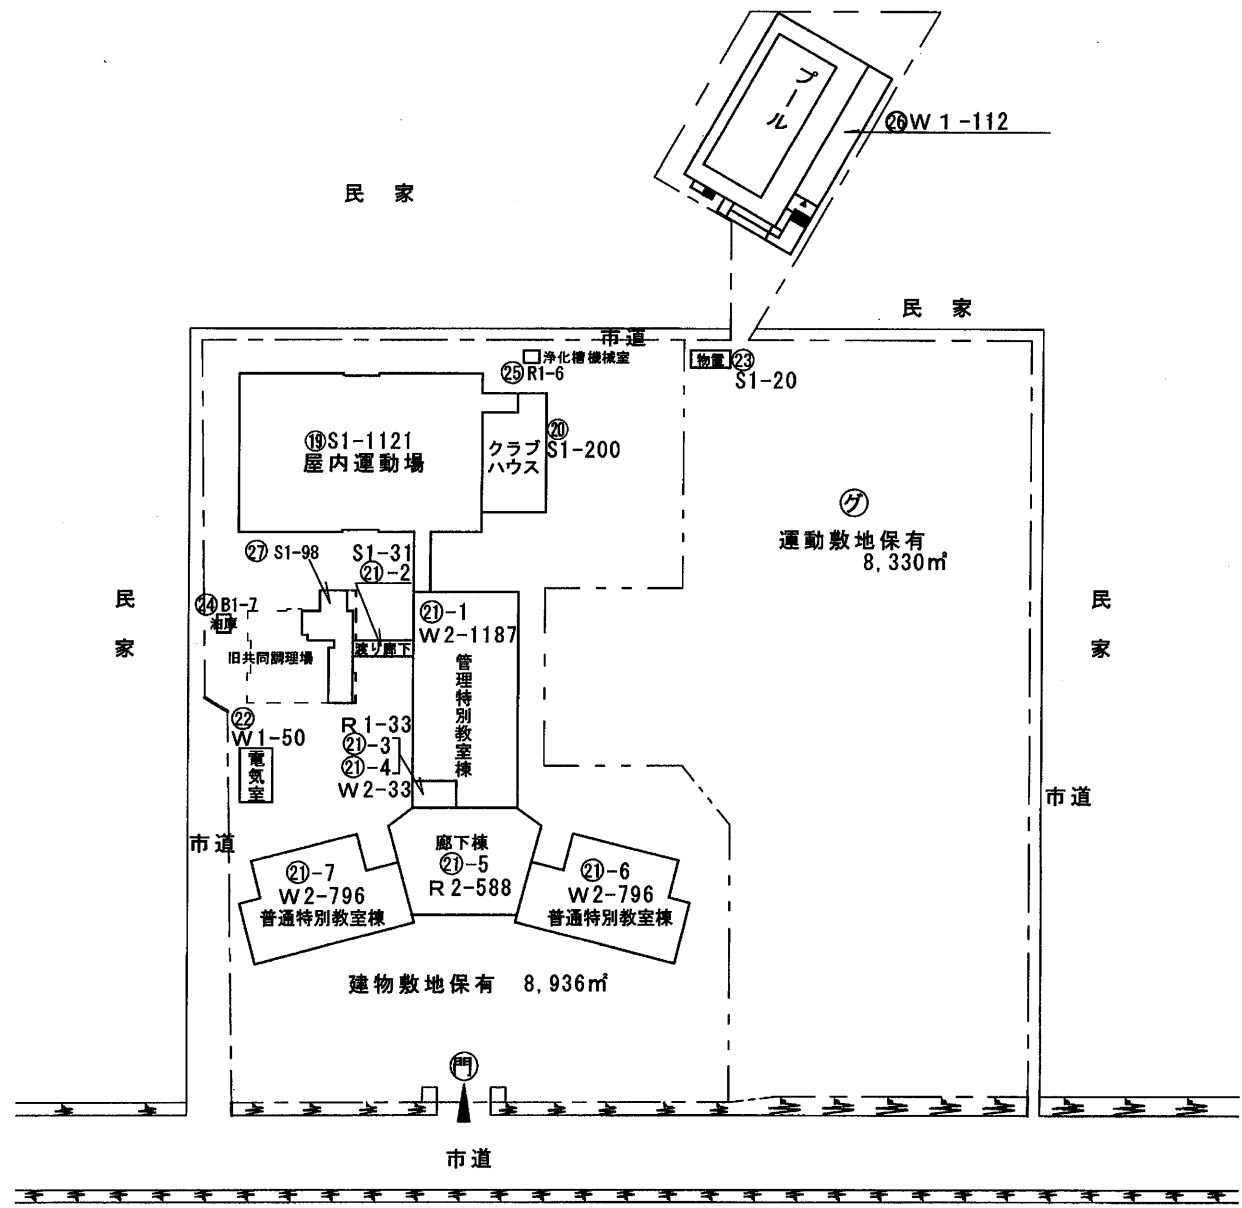 プール
㉖W1-112
民家
民家
市道
浄化槽機械室
㉕R1-6
物置
㉓
S1-20
⑲S1-1121
屋内運動場
クラブ
ハウス
⑳
S1-200
グ
運動敷地保有
8,330㎡
㉗S1-98
S1-31
㉑-2
㉔B1-7
油庫
旧共同調理場
渡り廊下
㉑-1
W2-1187
管理特別教室棟
民家
民家
㉒
W1-50
電気室
R1-33
㉑-3
㉑-4
W2-33
市道
市道
廊下棟
㉑-5
R2-588
㉑-7
W2-796
普通特別教室棟
㉑-6
W2-796
普通特別教室棟
建物敷地保有 8,936㎡
門
市道